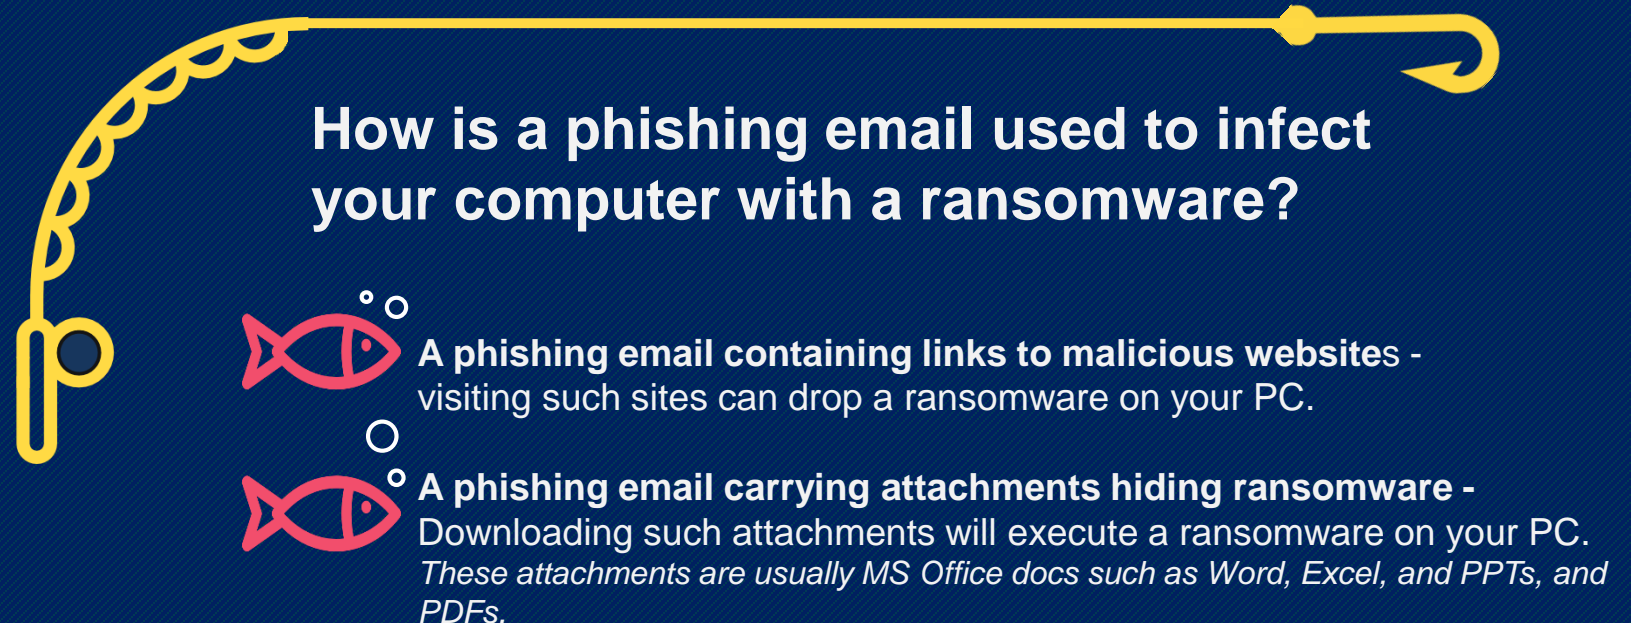 How is a phishing email used to infect
your computer with a ransomware?
A phishing email containing links to malicious websites -
visiting such sites can drop a ransomware on your PC.
A phishing email carrying attachments hiding ransomware -
Downloading such attachments will execute a ransomware on your PC.
These attachments are usually MS Office docs such as Word, Excel, and PPTs, and
PDFs.